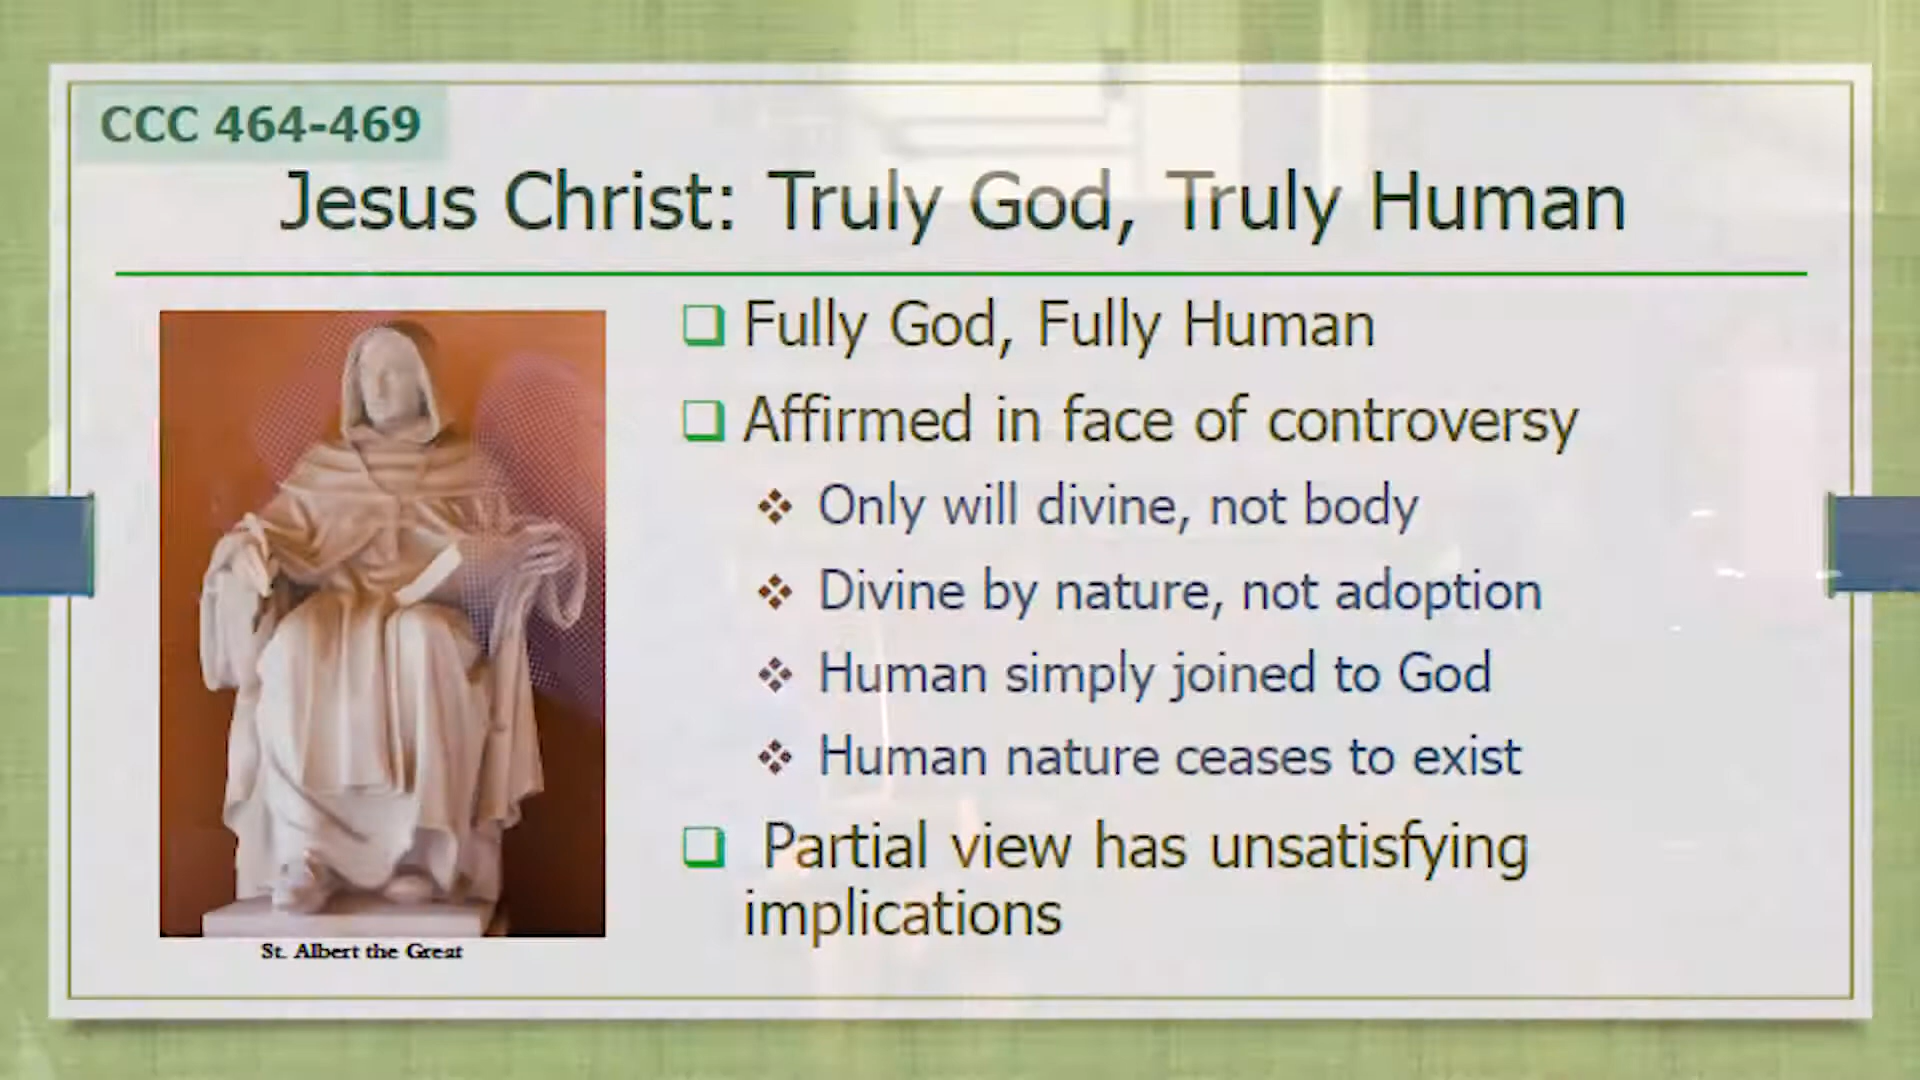 CCC 464-469
Jesus Christ: Truly God, Truly Human
Fully God, Fully Human
Affirmed in face of controversy
Only will divine, not body
Divine by nature, not adoption
Human simply joined to God
Human nature ceases to exist
Partial view has unsatisfying
implications
St. Albert the Great